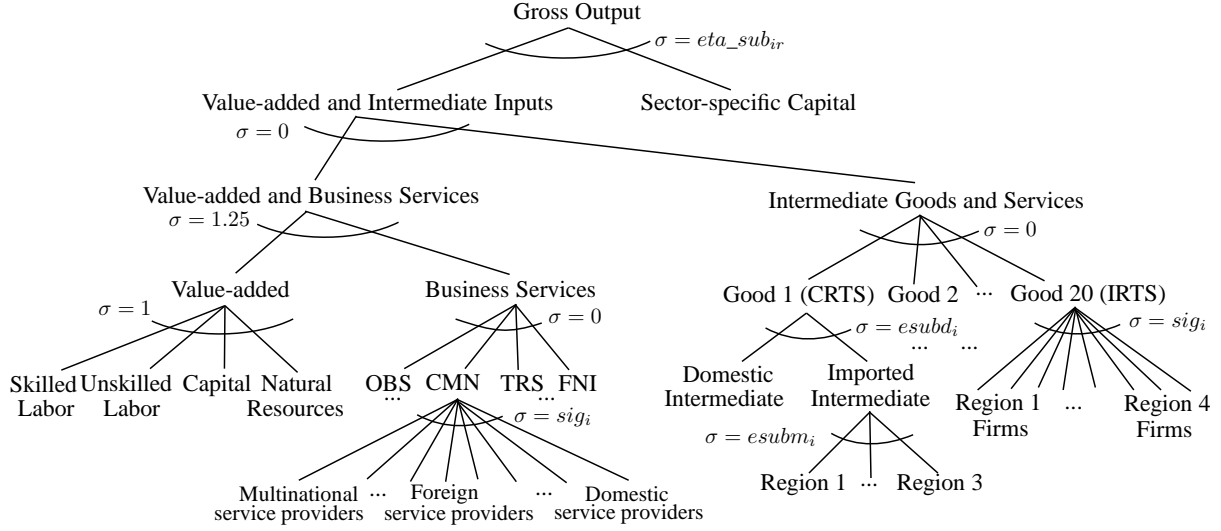 Gross Output
σ = eta_sub_ir
Value-added and Intermediate Inputs
Sector-specific Capital
σ = 0
Value-added and Business Services
Intermediate Goods and Services
σ = 1.25
σ = 0
Value-added
Business Services
Good 1 (CRTS)
Good 2
...
Good 20 (IRTS)
σ = 1
σ = 0
σ = esubd_i
σ = sig_i
... ...
Skilled
Labor
Unskilled
Labor
Capital
Natural
Resources
OBS
...
CMN
TRS
...
FNI
...
Domestic
Intermediate
Imported
Intermediate
Region 1
Firms
...
Region 4
Firms
σ = sig_i
σ = esubm_i
Multinational
service providers
...
Foreign
service providers
...
Domestic
service providers
Region 1
...
Region 3